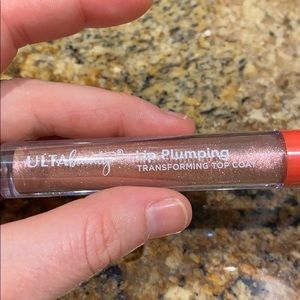 ULTA beauty® Lip Plumping
TRANSFORMING TOP COAT